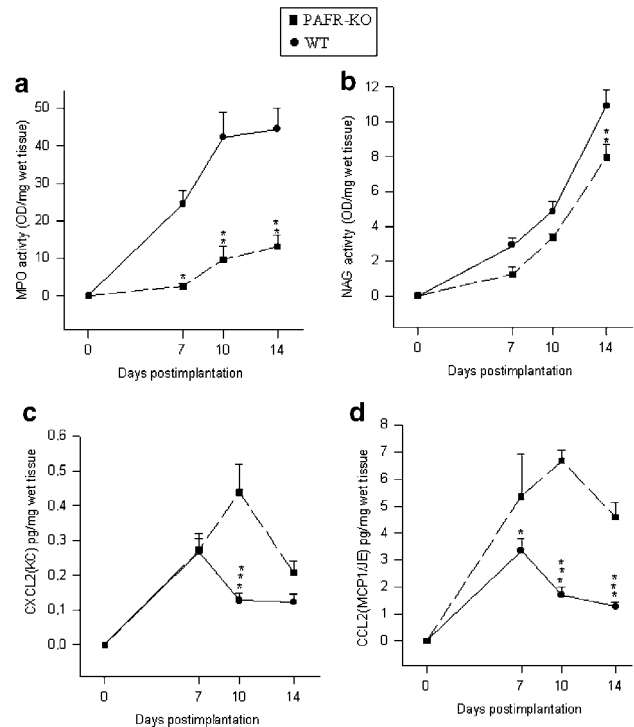 PAFR-KO
WT
a
MPO activty (OD/mg wet tissue)
50
40
30
20
10
0
*
**
**
0 7 10 14
Days postimplantation
b
NAG activty (OD/mg wet tissue)
12
10
8
6
4
2
0
**
0 7 10 14
Days postimplantation
c
CXCL2(KC) pg/mg wet tissue
0,6
0,5
0,4
0,3
0,2
0,1
0,0
***
0 7 10 14
Days postimplantation
d
CCL2(MCP1/JE) pg/mg wet tissue
8
7
6
5
4
3
2
1
0
*
***
***
0 7 10 14
Days postimplantation